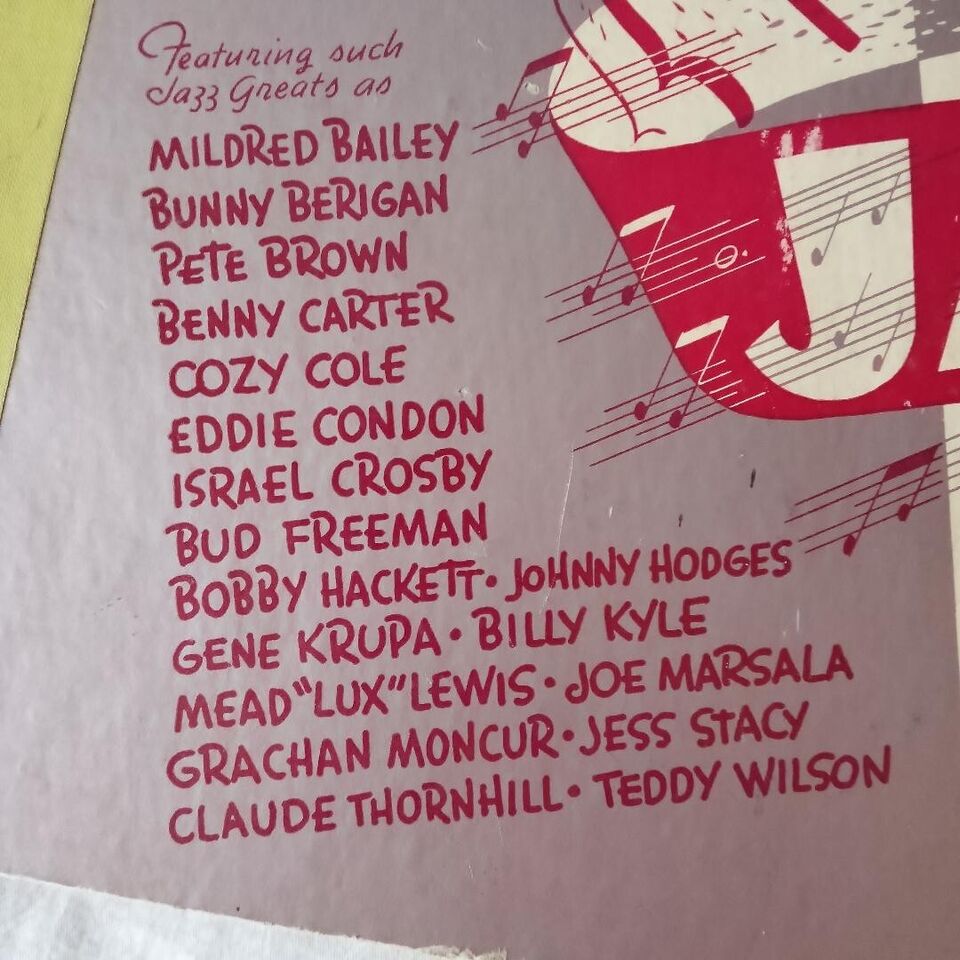 Featuring such
Jazz Greats as
MILDRED BAILEY
BUNNY BERIGAN
PETE BROWN
BENNY CARTER
COZY COLE
EDDIE CONDON
ISRAEL CROSBY
BUD FREEMAN
BOBBY HACKETT • JOHNNY HODGES
GENE KRUPA • BILLY KYLE
MEAD "LUX" LEWIS • JOE MARSALA
GRACHAN MONCUR • JESS STACY
CLAUDE THORNHILL • TEDDY WILSON
J